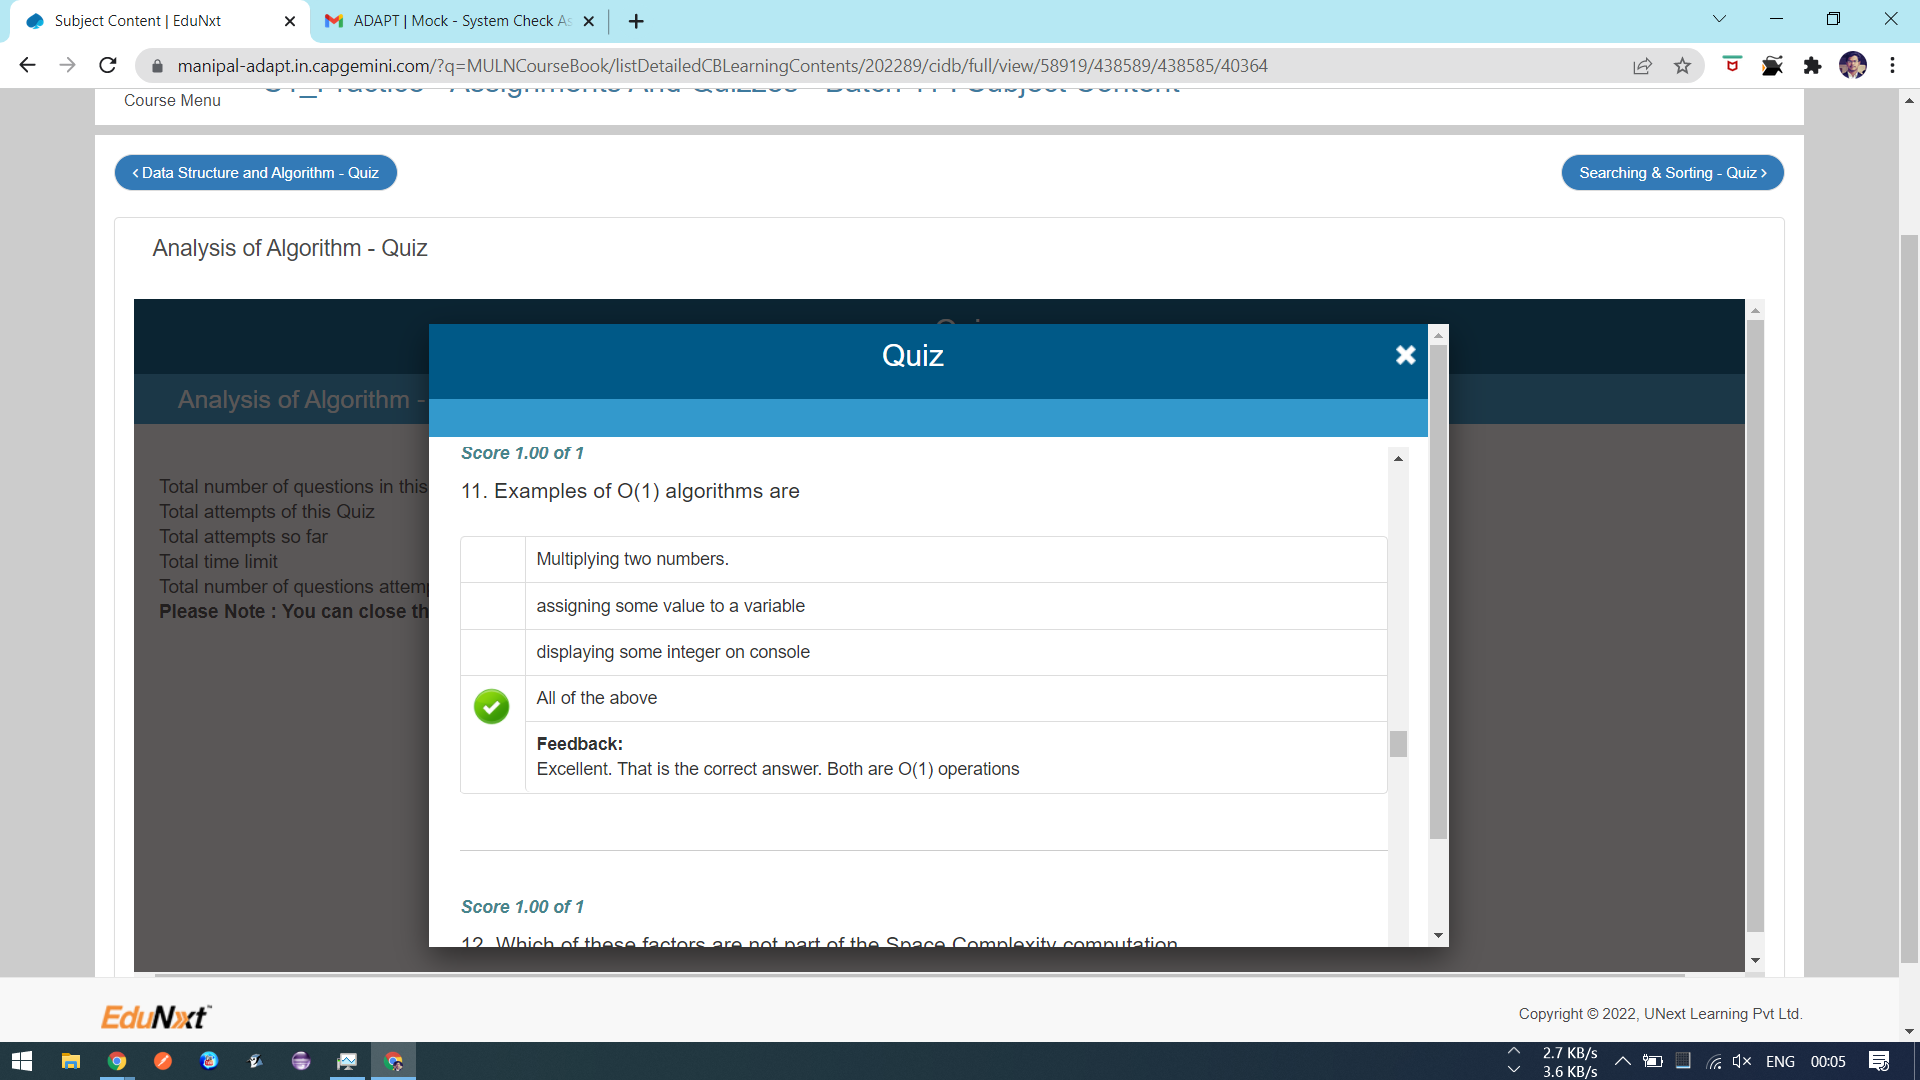 Subject Content | EduNxt
ADAPT | Mock - System Check As
manipal-adapt.in.capgemini.com/?q=MULNCourseBook/listDetailedCBLearningContents/202289/cidb/full/view/58919/438589/438585/40364
Course Menu
< Data Structure and Algorithm - Quiz
Searching & Sorting - Quiz >
Analysis of Algorithm - Quiz
Quiz
Analysis of Algorithm -
Score 1.00 of 1
11. Examples of O(1) algorithms are
Total number of questions in this
Total attempts of this Quiz
Total attempts so far
Total time limit
Total number of questions attemp
Please Note : You can close th
Multiplying two numbers.
assigning some value to a variable
displaying some integer on console
All of the above
Feedback:
Excellent. That is the correct answer. Both are O(1) operations
Score 1.00 of 1
12. Which of these factors are not part of the Space Complexity computation
EduNxt
Copyright © 2022, UNext Learning Pvt Ltd.
2.7 KB/s
3.6 KB/s
ENG
00:05